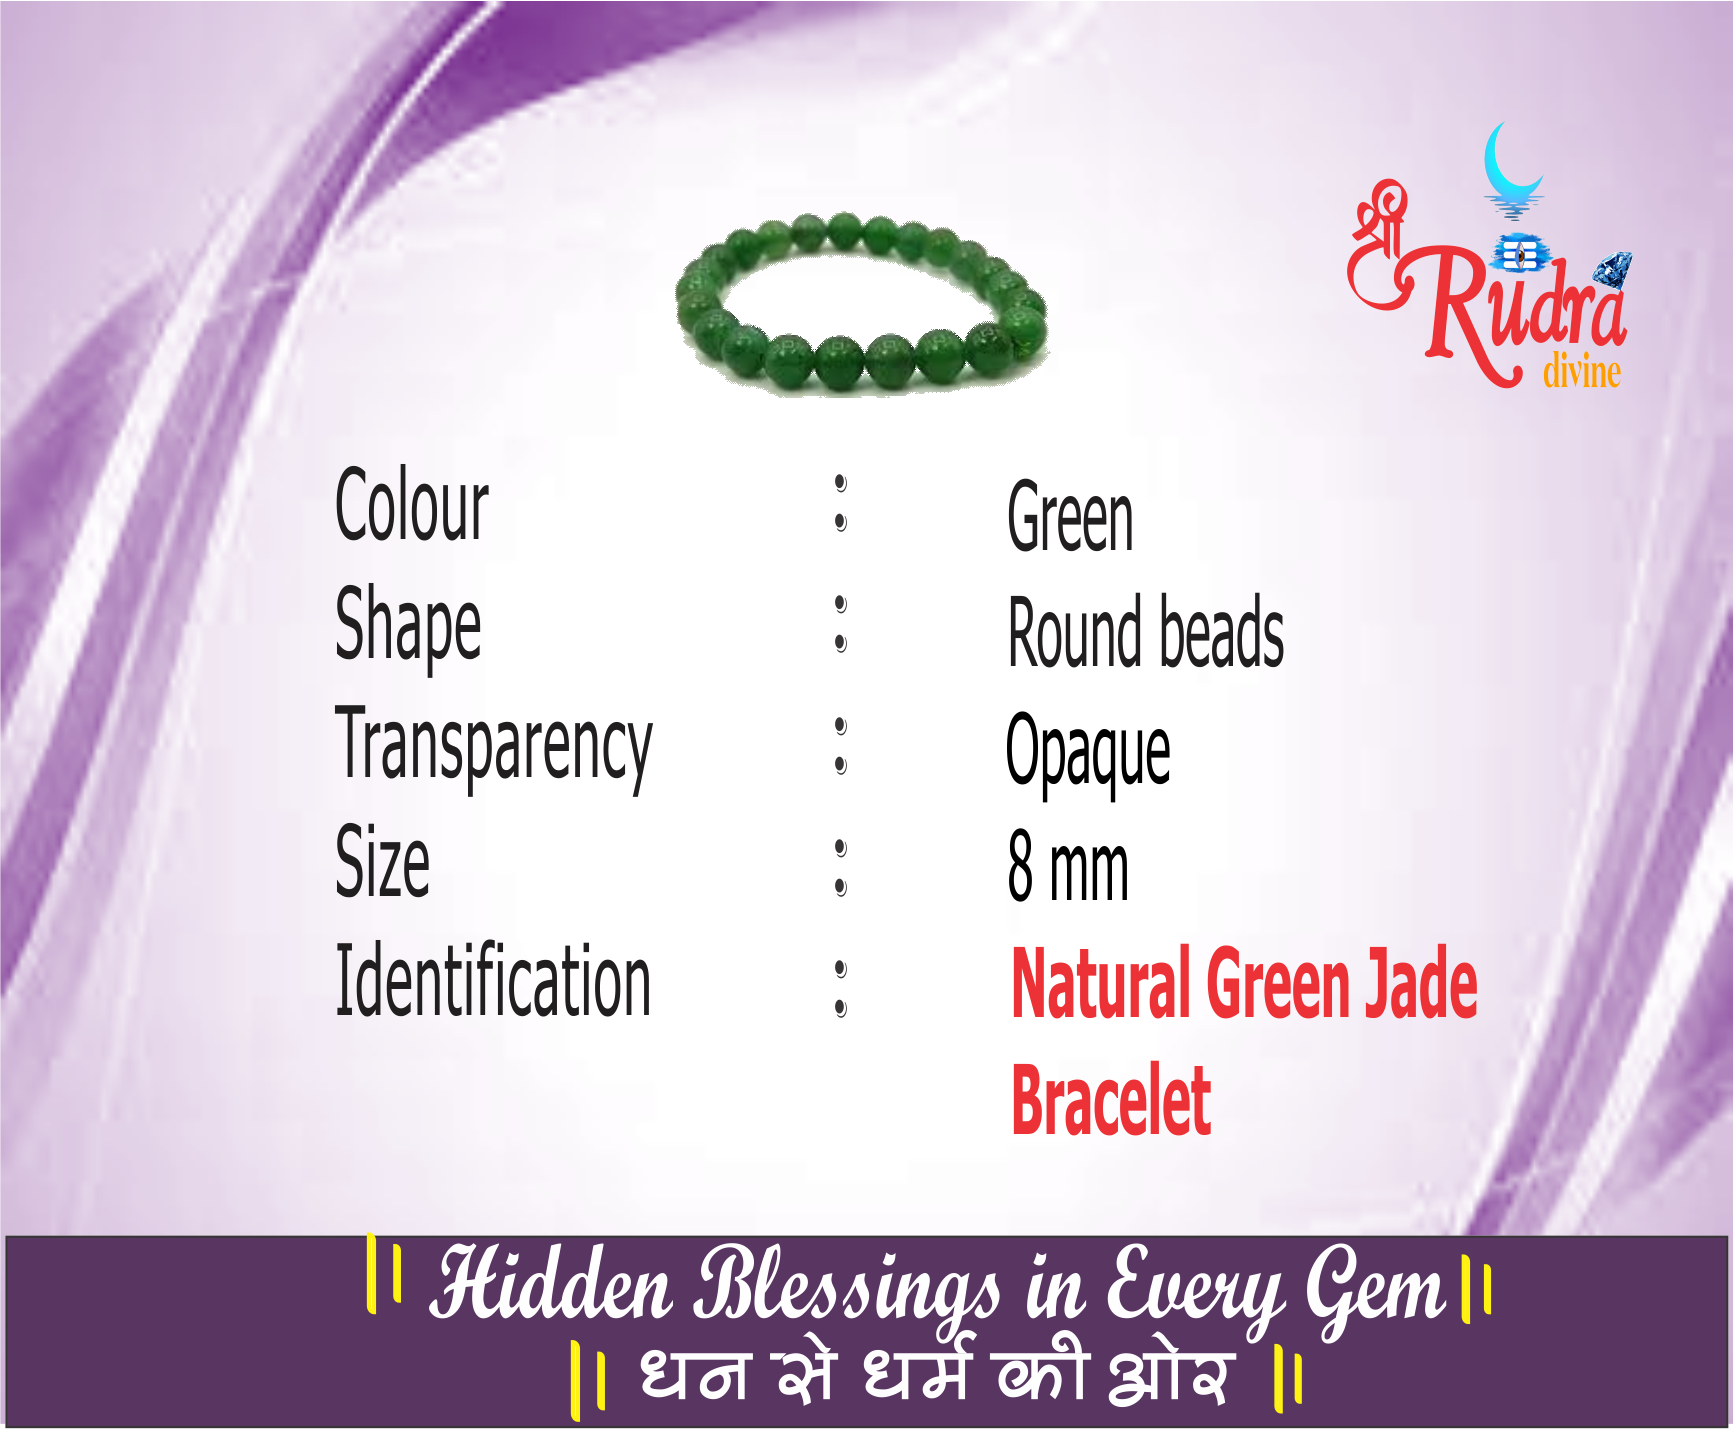 श्री Rudra
divine
Colour : Green
Shape : Round beads
Transparency : Opaque
Size : 8 mm
Identification : Natural Green Jade
Bracelet
|| Hidden Blessings in Every Gem ||
|| धन से धर्म की ओर ||